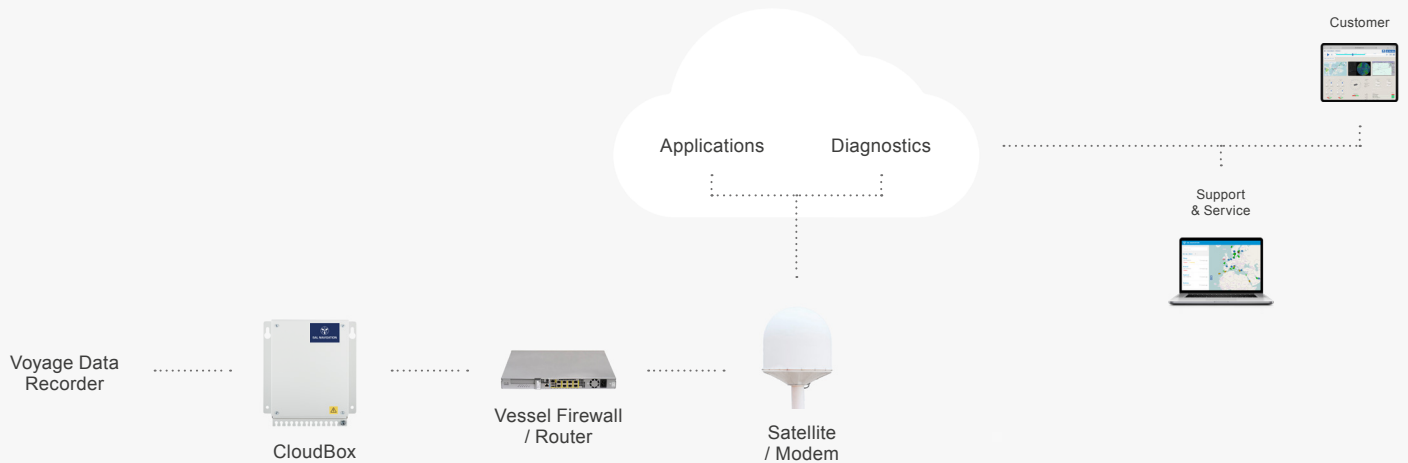 Customer
Applications
Diagnostics
Support
& Service
Voyage Data
Recorder
CloudBox
Vessel Firewall
/ Router
Satellite
/ Modem